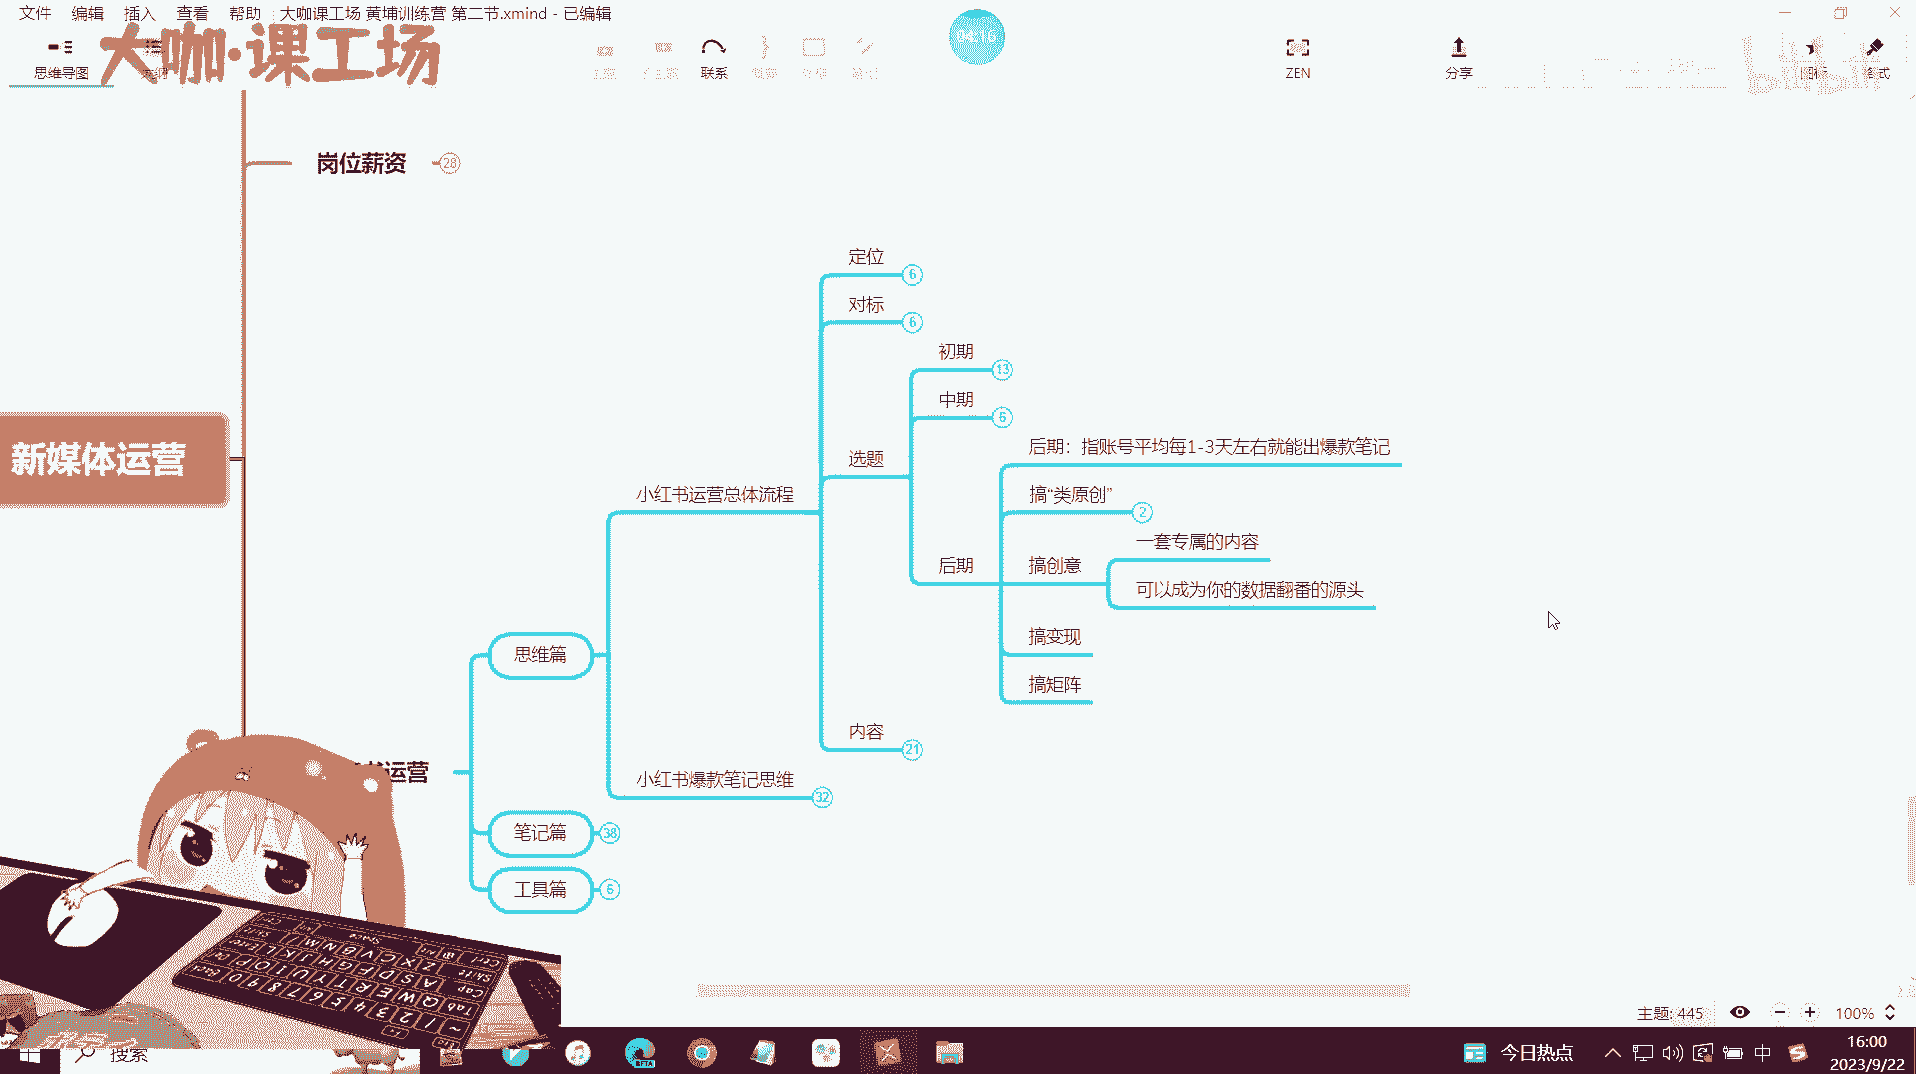 文件 编辑 插入 查看 帮助 大咖课工场 黄埔训练营 第二节.xmind - 已编辑
大咖·课工场
04:16
思维导图
联系
ZEN
分享
图标
格式
bilibili
岗位薪资 28
定位 6
对标 6
初期 13
中期 6
后期：指账号平均每1-3天左右就能出爆款笔记
新媒体运营
选题
小红书运营总体流程
搞“类原创” 2
一套专属的内容
后期
搞创意
可以成为你的数据翻番的源头
搞变现
思维篇
搞矩阵
内容 21
书运营
小红书爆款笔记思维 32
笔记篇 38
工具篇 6
主题: 445
100%
搜索
BETA
今日热点
中
16:00
2023/9/22